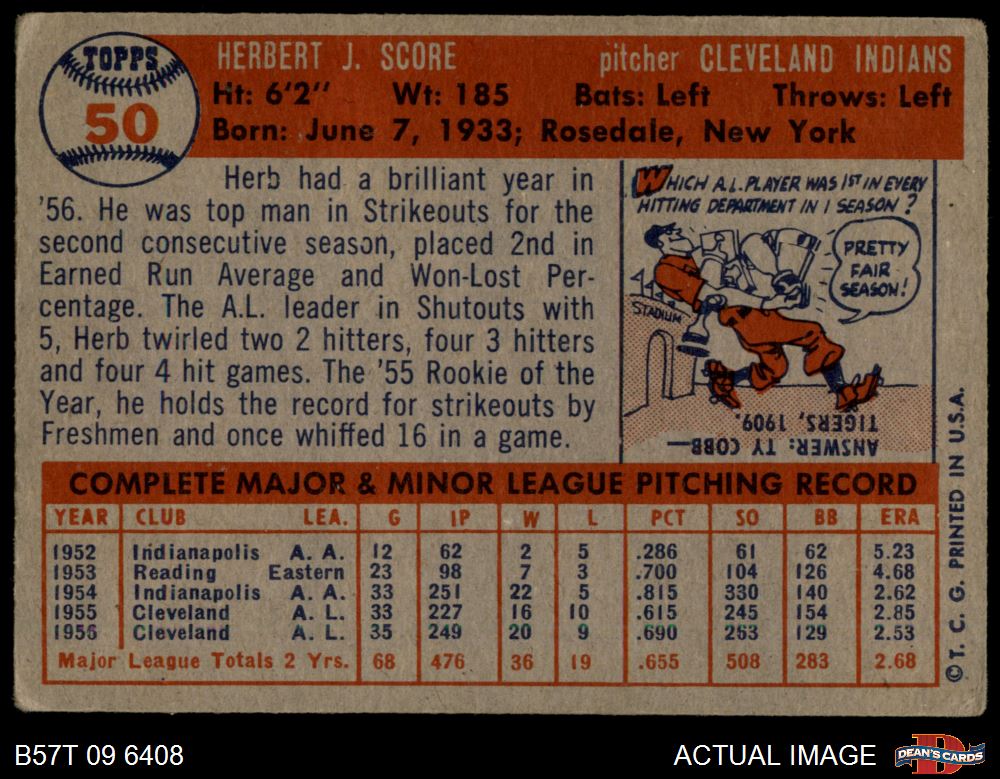 TOPPS
50
HERBERT J. SCORE pitcher CLEVELAND INDIANS
Ht: 6'2" Wt: 185 Bats: Left Throws: Left
Born: June 7, 1933; Rosedale, New York
Herb had a brilliant year in
'56. He was top man in Strikeouts for the
second consecutive season, placed 2nd in
Earned Run Average and Won-Lost Per-
centage. The A.L. leader in Shutouts with
5, Herb twirled two 2 hitters, four 3 hitters
and four 4 hit games. The '55 Rookie of the
Year, he holds the record for strikeouts by
Freshmen and once whiffed 16 in a game.
WHICH A.L. PLAYER WAS 1ST IN EVERY
HITTING DEPARTMENT IN 1 SEASON?
PRETTY
FAIR
SEASON!
STADIUM
ANSWER: TY COBB—
TIGERS, 1909.
COMPLETE MAJOR & MINOR LEAGUE PITCHING RECORD
YEAR CLUB LEA. G IP W L PCT SO BB ERA
1952 Indianapolis A. A. 12 62 2 5 .286 61 62 5.23
1953 Reading Eastern 23 98 7 3 .700 104 126 4.68
1954 Indianapolis A. A. 33 251 22 5 .815 330 140 2.62
1955 Cleveland A. L. 33 227 16 10 .615 245 154 2.85
1956 Cleveland A. L. 35 249 20 9 .690 263 129 2.53
Major League Totals 2 Yrs. 68 476 36 19 .655 508 283 2.68
©T. C. G. PRINTED IN U.S.A.
B57T 09 6408
ACTUAL IMAGE
DEAN'S CARDS